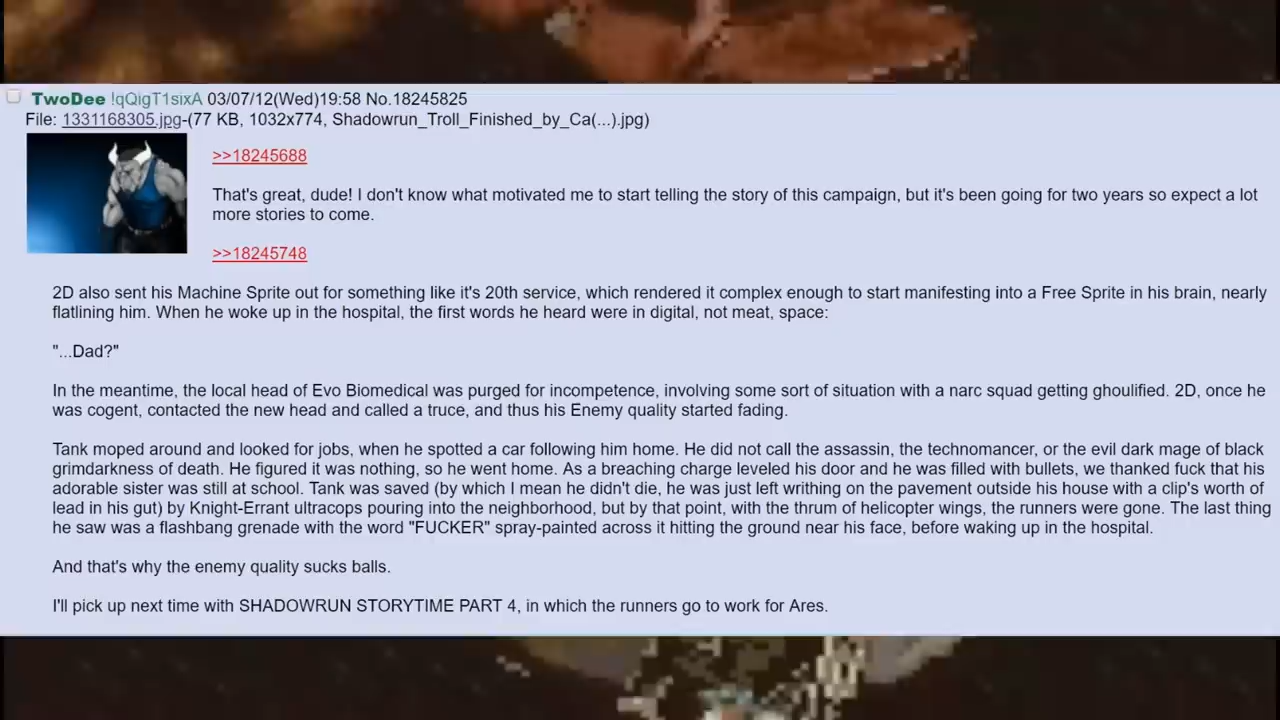 TwoDee !qQigT1sixA 03/07/12(Wed)19:58 No.18245825
File: 1331168305.jpg-(77 KB, 1032x774, Shadowrun_Troll_Finished_by_Ca(...).jpg)
>>18245688
That's great, dude! I don't know what motivated me to start telling the story of this campaign, but it's been going for two years so expect a lot
more stories to come.
>>18245748
2D also sent his Machine Sprite out for something like it's 20th service, which rendered it complex enough to start manifesting into a Free Sprite in his brain, nearly
flatlining him. When he woke up in the hospital, the first words he heard were in digital, not meat, space:
"...Dad?"
In the meantime, the local head of Evo Biomedical was purged for incompetence, involving some sort of situation with a narc squad getting ghoulified. 2D, once he
was cogent, contacted the new head and called a truce, and thus his Enemy quality started fading.
Tank moped around and looked for jobs, when he spotted a car following him home. He did not call the assassin, the technomancer, or the evil dark mage of black
grimdarkness of death. He figured it was nothing, so he went home. As a breaching charge leveled his door and he was filled with bullets, we thanked fuck that his
adorable sister was still at school. Tank was saved (by which I mean he didn't die, he was just left writhing on the pavement outside his house with a clip's worth of
lead in his gut) by Knight-Errant ultracops pouring into the neighborhood, but by that point, with the thrum of helicopter wings, the runners were gone. The last thing
he saw was a flashbang grenade with the word "FUCKER" spray-painted across it hitting the ground near his face, before waking up in the hospital.
And that's why the enemy quality sucks balls.
I'll pick up next time with SHADOWRUN STORYTIME PART 4, in which the runners go to work for Ares.